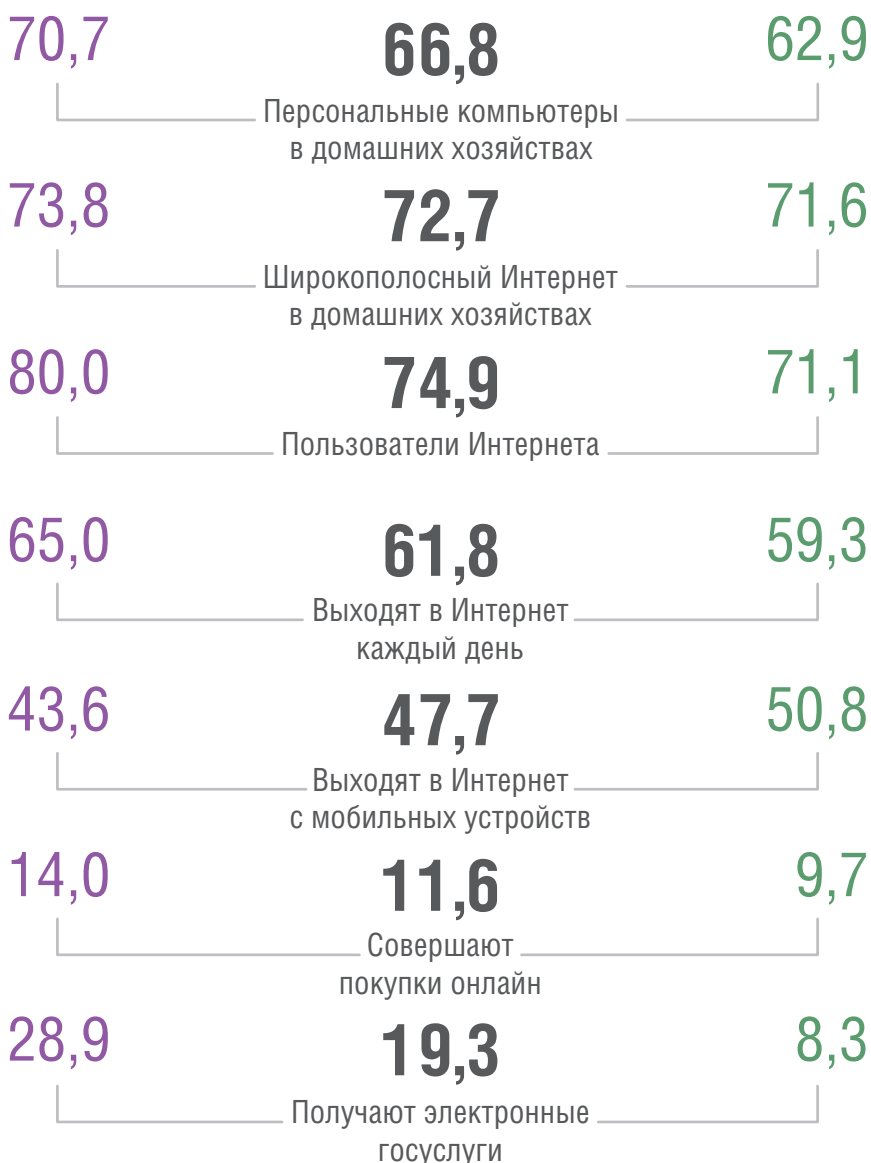 70,7 66,8 62,9
Персональные компьютеры
в домашних хозяйствах
73,8 72,7 71,6
Широкополосный Интернет
в домашних хозяйствах
80,0 74,9 71,1
Пользователи Интернета
65,0 61,8 59,3
Выходят в Интернет
каждый день
43,6 47,7 50,8
Выходят в Интернет
с мобильных устройств
14,0 11,6 9,7
Совершают
покупки онлайн
28,9 19,3 8,3
Получают электронные
госуслуги